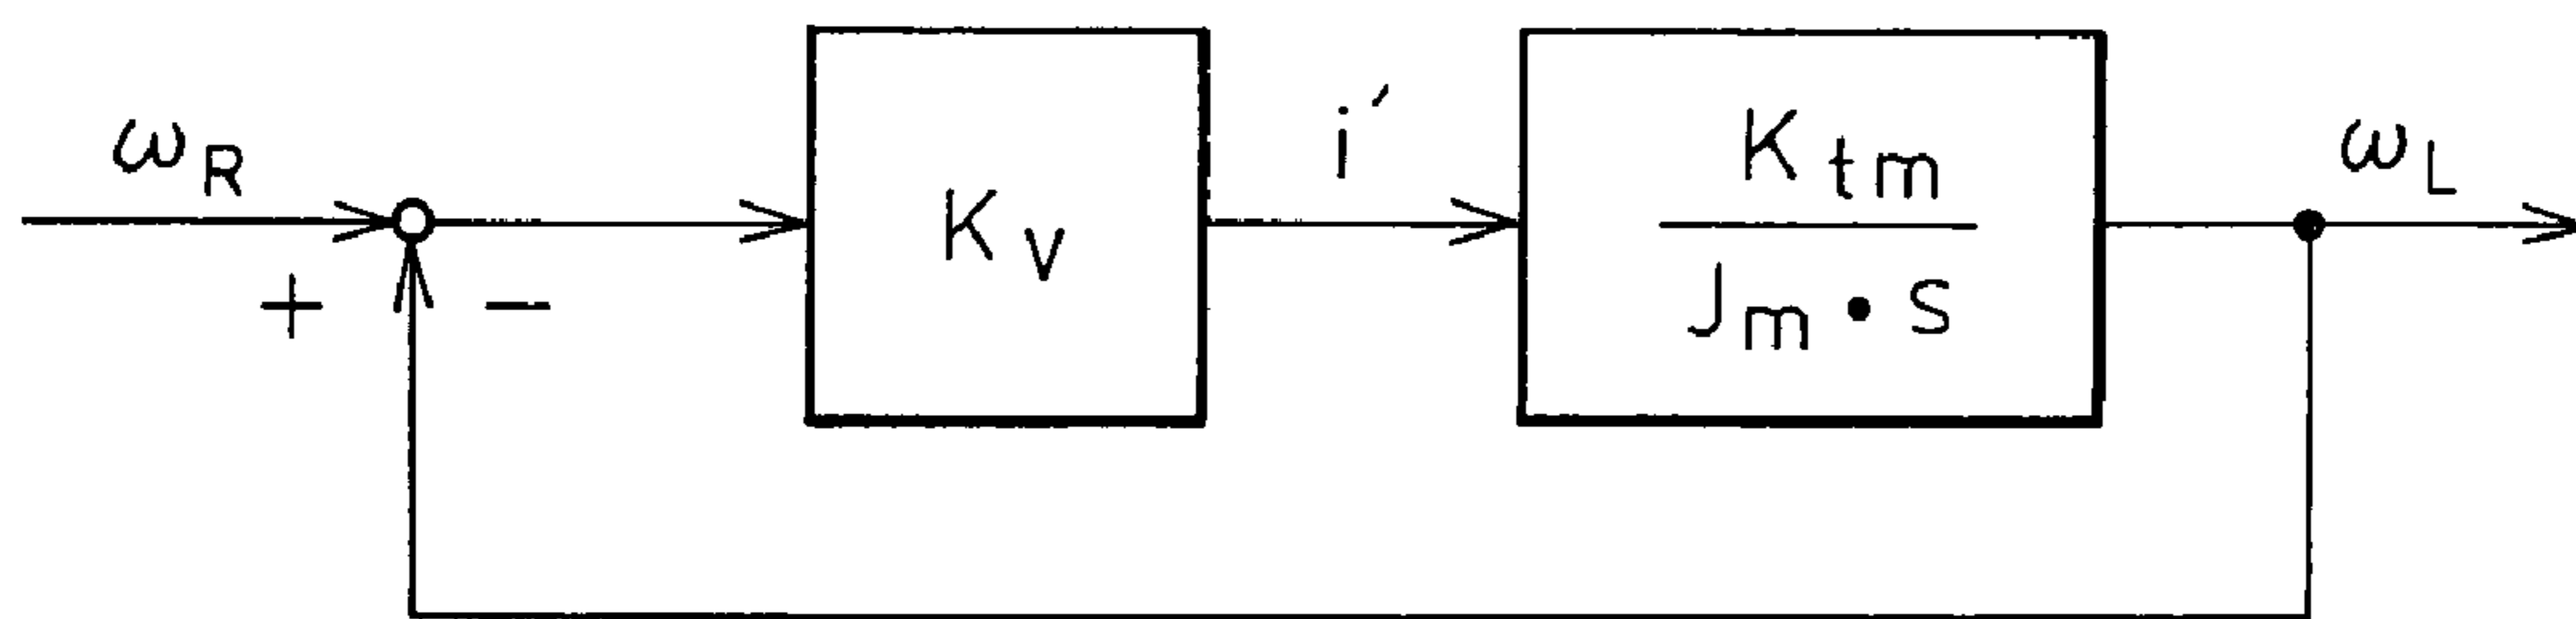 ω_R
+
−
K_v
i′
K_tm
J_m • s
ω_L